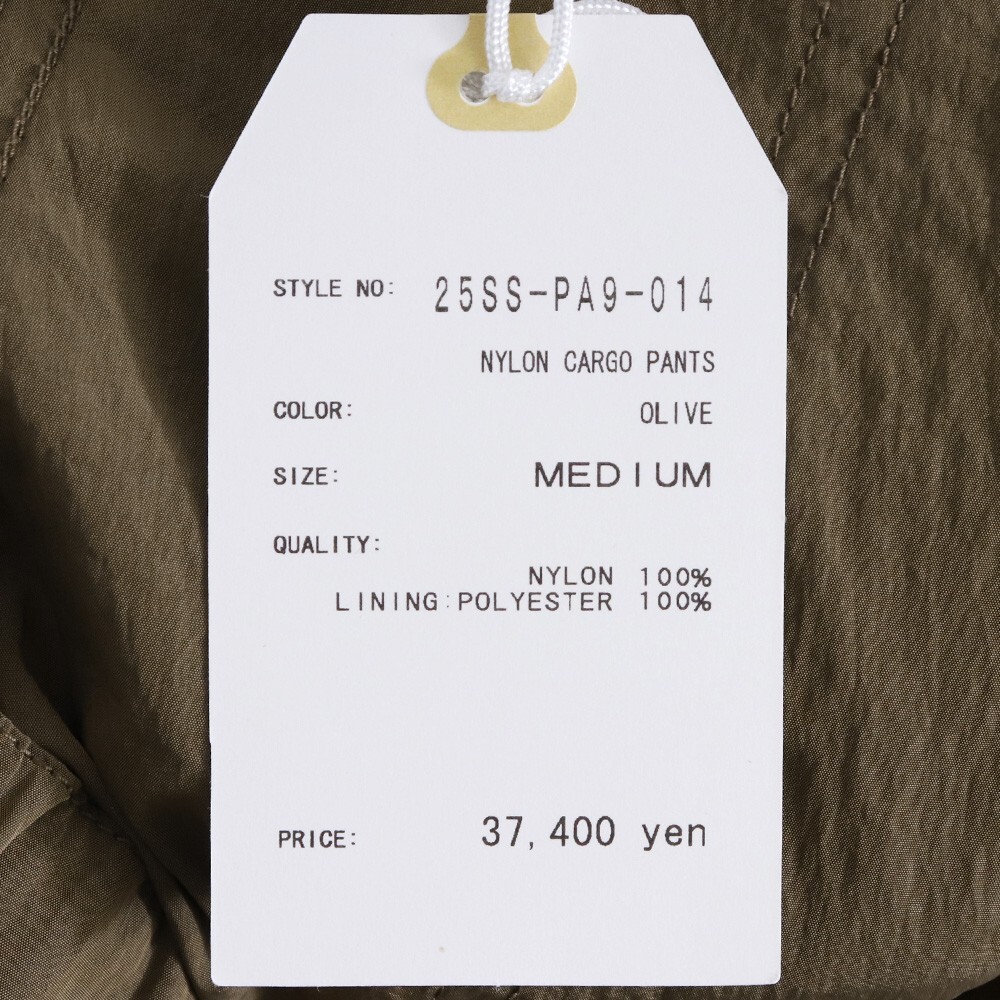 STYLE NO: 25SS-PA9-014
NYLON CARGO PANTS
COLOR: OLIVE
SIZE: MEDIUM
QUALITY:
NYLON 100%
LINING:POLYESTER 100%
PRICE: 37,400 yen